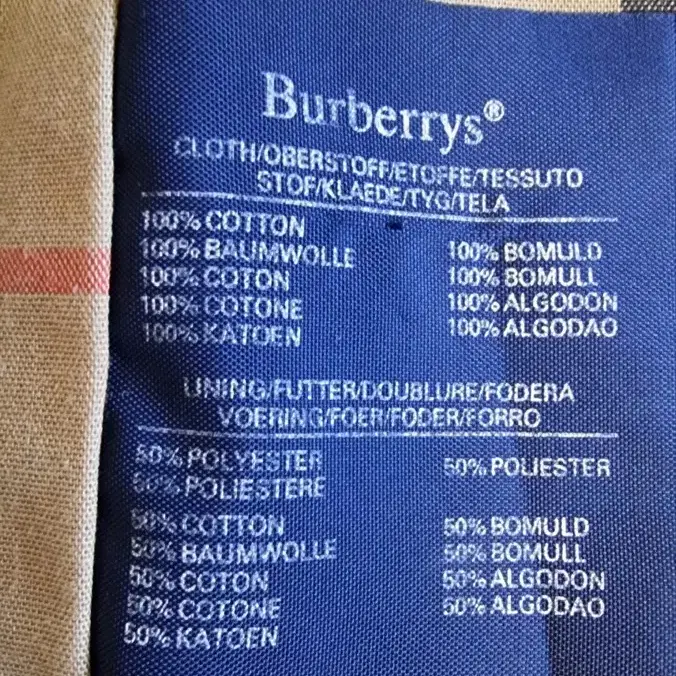 Burberrys®
CLOTH/OBERSTOFF/ETOFFE/TESSUTO
STOF/KLAEDE/TYG/TELA
100% COTTON
100% BAUMWOLLE 100% BOMULD
100% COTON 100% BOMULL
100% COTONE 100% ALGODON
100% KATOEN 100% ALGODAO
LINING/FUTTER/DOUBLURE/FODERA
VOERING/FOER/FODER/FORRO
50% POLYESTER 50% POLIESTER
50% POLIESTERE
50% COTTON 50% BOMULD
50% BAUMWOLLE 50% BOMULL
50% COTON 50% ALGODON
50% COTONE 50% ALGODAO
50% KATOEN